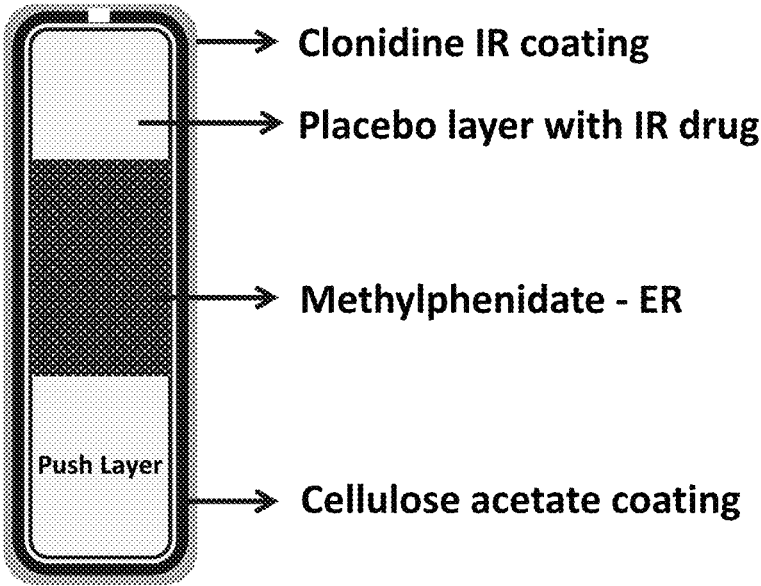 Clonidine IR coating
Placebo layer with IR drug
Methylphenidate - ER
Push Layer
Cellulose acetate coating